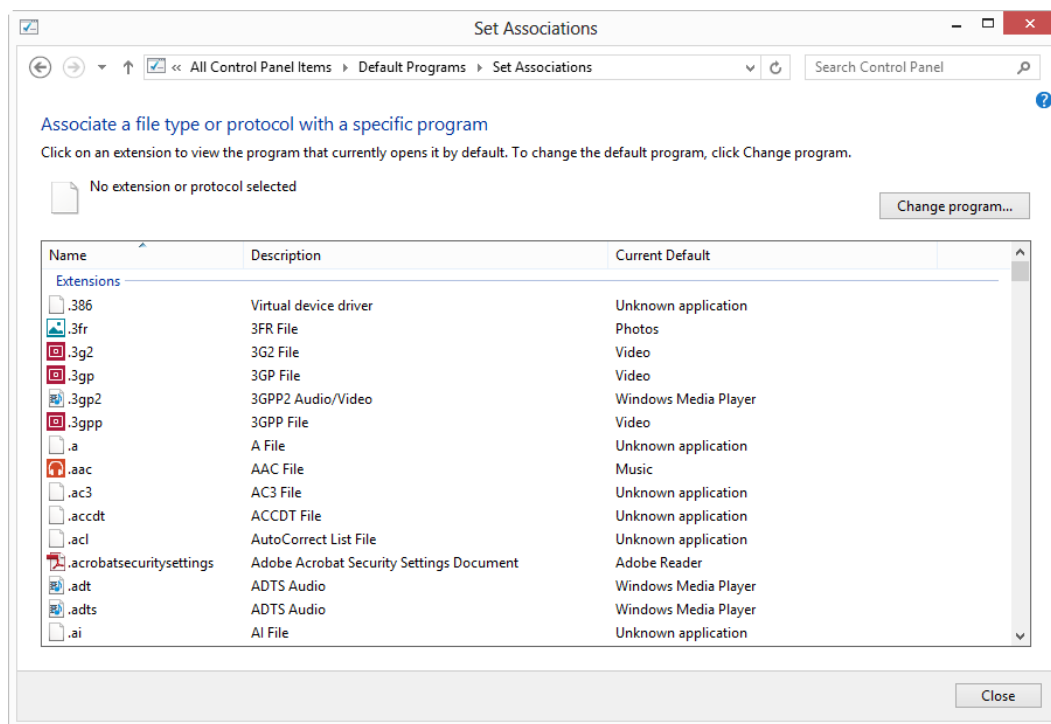 Set Associations
« All Control Panel Items Default Programs Set Associations Search Control Panel
Associate a file type or protocol with a specific program
Click on an extension to view the program that currently opens it by default. To change the default program, click Change program.
No extension or protocol selected
Change program...
Name Description Current Default
Extensions
.386 Virtual device driver Unknown application
.3fr 3FR File Photos
.3g2 3G2 File Video
.3gp 3GP File Video
.3gp2 3GPP2 Audio/Video Windows Media Player
.3gpp 3GPP File Video
.a A File Unknown application
.aac AAC File Music
.ac3 AC3 File Unknown application
.accdt ACCDT File Unknown application
.acl AutoCorrect List File Unknown application
.acrobatsecuritysettings Adobe Acrobat Security Settings Document Adobe Reader
.adt ADTS Audio Windows Media Player
.adts ADTS Audio Windows Media Player
.ai AI File Unknown application
Close